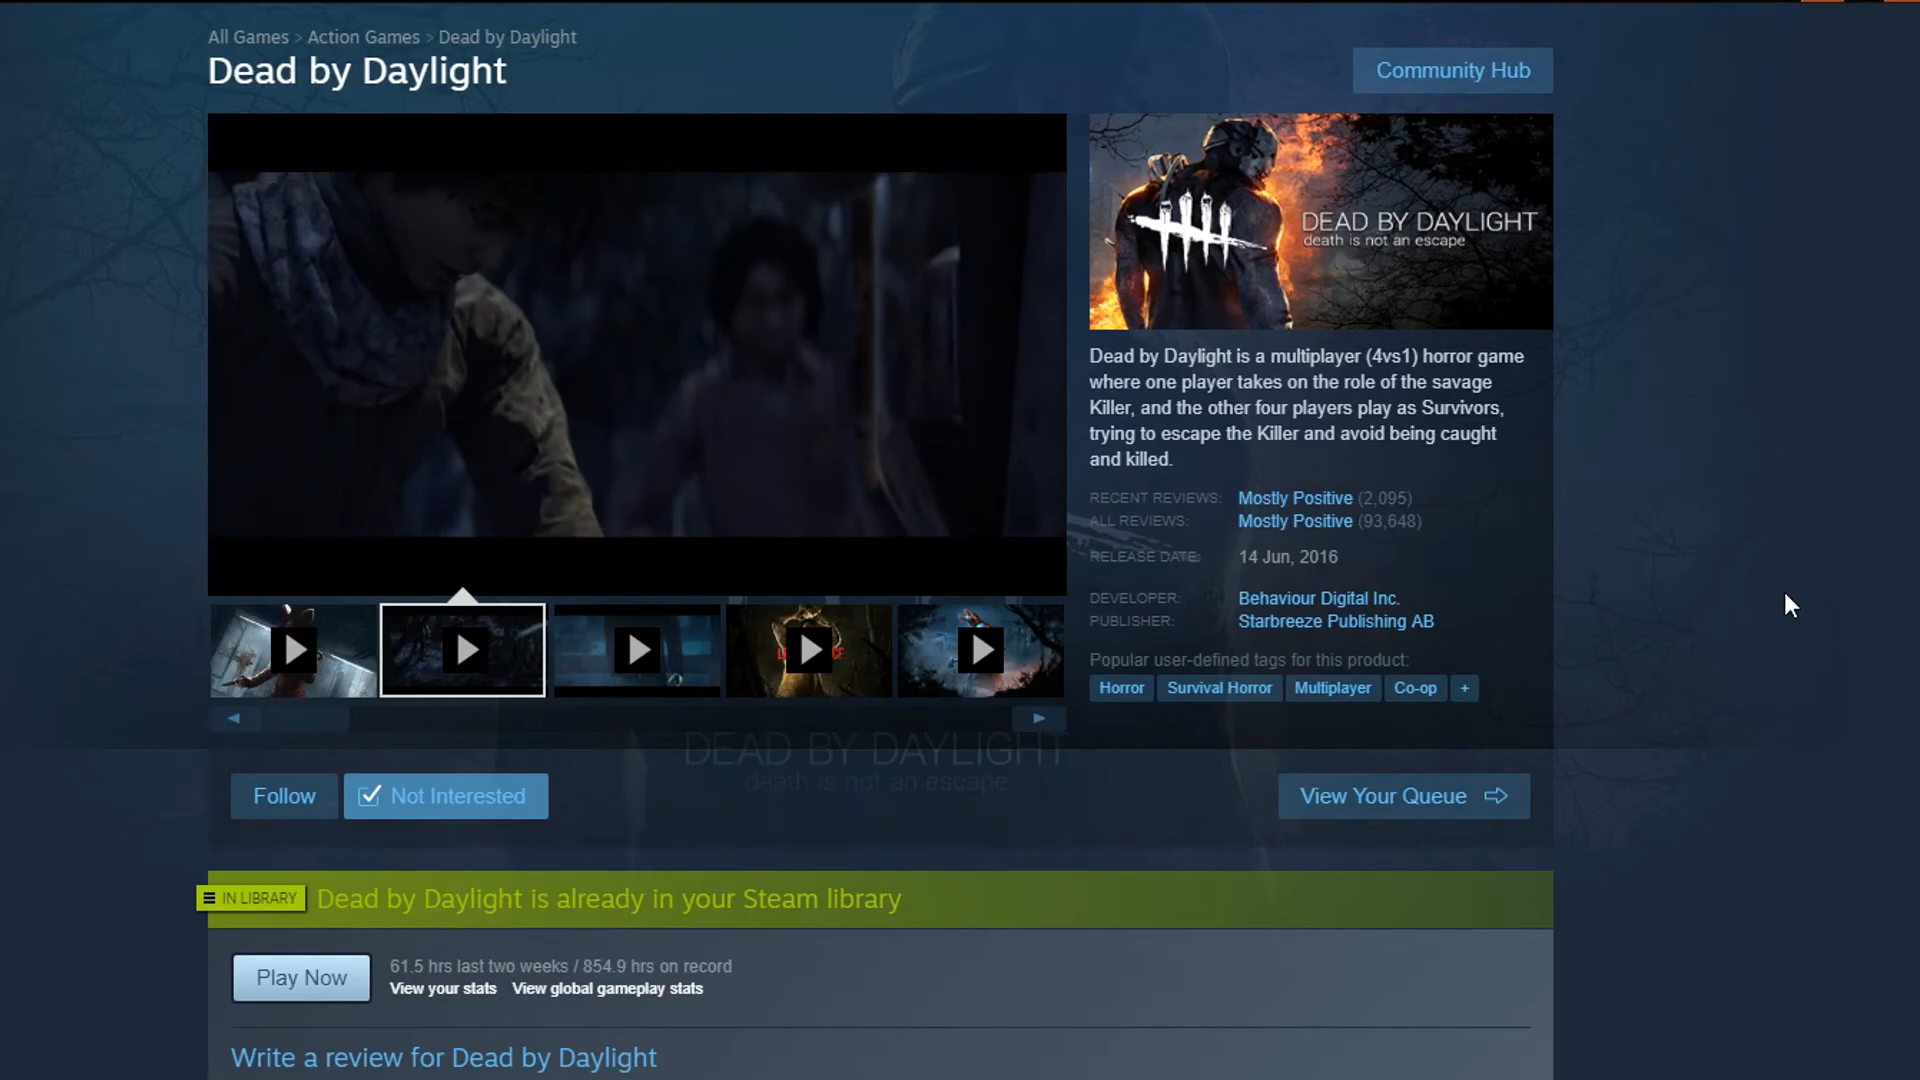 All Games > Action Games > Dead by Daylight
Dead by Daylight
Community Hub
DEAD BY DAYLIGHT
death is not an escape
Dead by Daylight is a multiplayer (4vs1) horror game
where one player takes on the role of the savage
Killer, and the other four players play as Survivors,
trying to escape the Killer and avoid being caught
and killed.
RECENT REVIEWS: Mostly Positive (2,095)
ALL REVIEWS: Mostly Positive (93,648)
RELEASE DATE: 14 Jun, 2016
DEVELOPER: Behaviour Digital Inc.
PUBLISHER: Starbreeze Publishing AB
Popular user-defined tags for this product:
Horror Survival Horror Multiplayer Co-op +
DEAD BY DAYLIGHT
death is not an escape
Follow Not Interested View Your Queue
IN LIBRARY Dead by Daylight is already in your Steam library
Play Now
61.5 hrs last two weeks / 854.9 hrs on record
View your stats View global gameplay stats
Write a review for Dead by Daylight